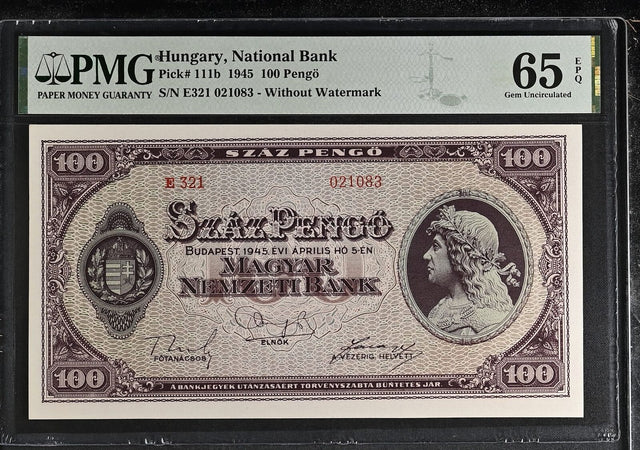 PMG
PAPER MONEY GUARANTY
Hungary, National Bank
Pick# 111b 1945 100 Pengö
S/N E321 021083 - Without Watermark
65 EPQ
Gem Uncirculated
100 SZÁZ PENGŐ 100
E 321 021083
SZÁZ PENGŐ
BUDAPEST, 1945. ÉVI ÁPRILIS HÓ 5-ÉN
MAGYAR
NEMZETI BANK
FŐTANÁCSOS
ELNÖK
A VEZÉRIG. HELYETT
100 A BANKJEGYEK UTÁNZÁSÁÉRT TÖRVÉNYSZABTA BÜNTETÉS JÁR. 100